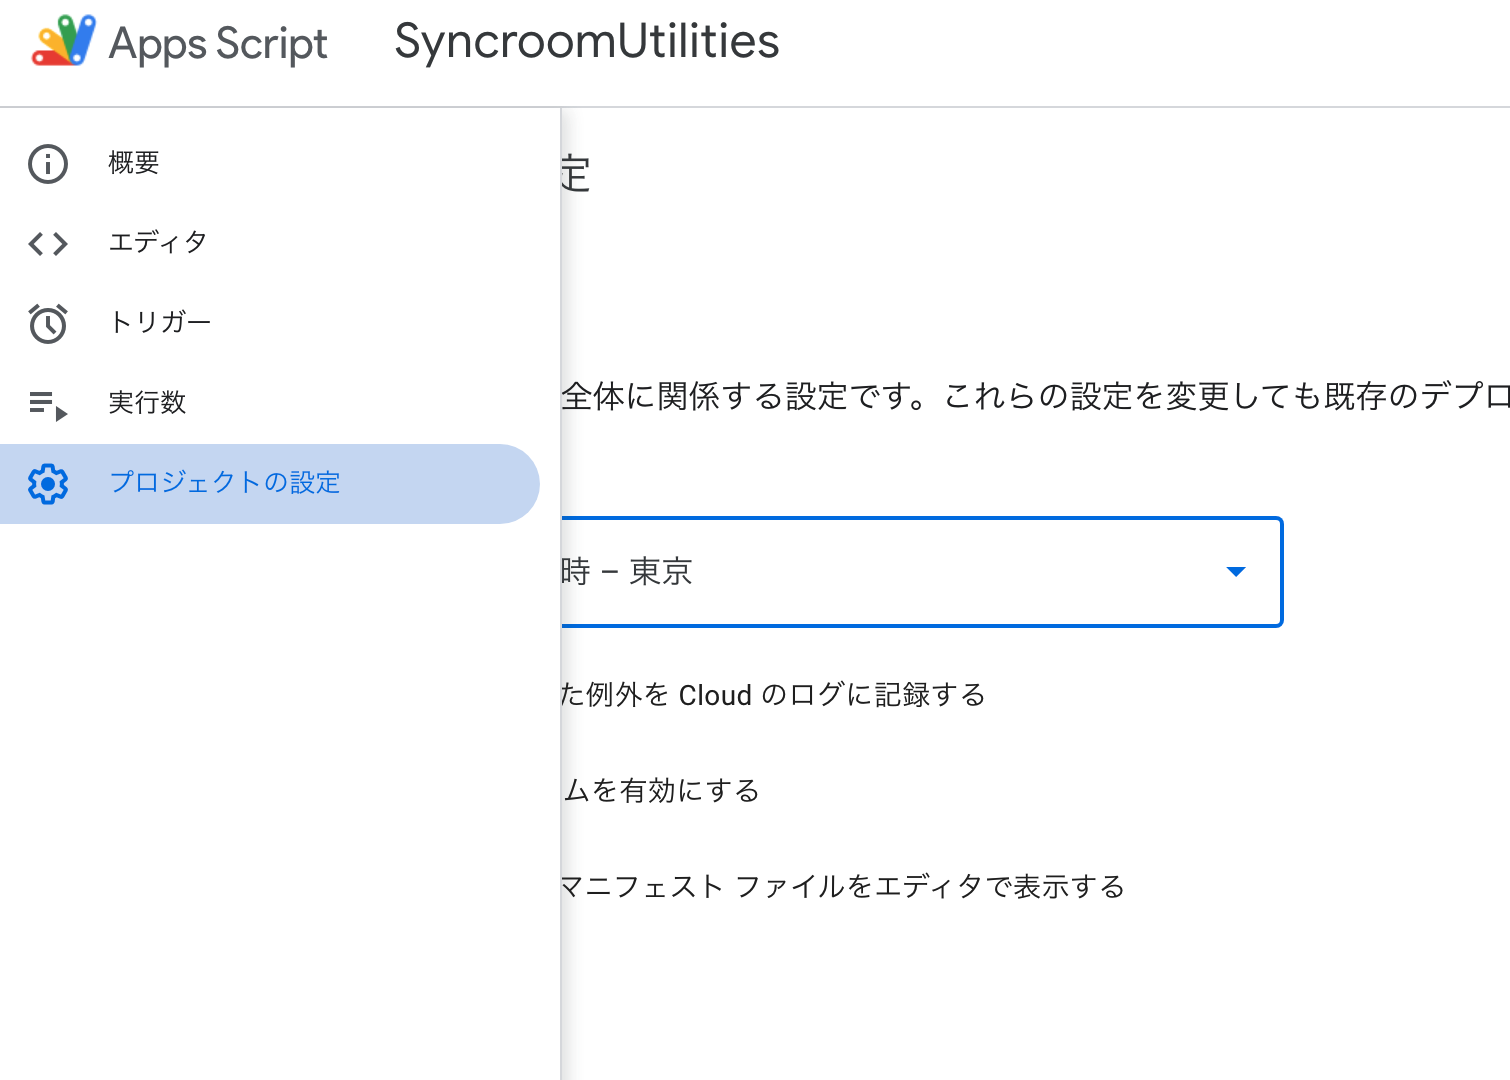 Apps Script SyncroomUtilities
概要
エディタ
トリガー
実行数
プロジェクトの設定
定
全体に関係する設定です。これらの設定を変更しても既存のデプロ
時 – 東京
た例外を Cloud のログに記録する
ムを有効にする
マニフェスト ファイルをエディタで表示する